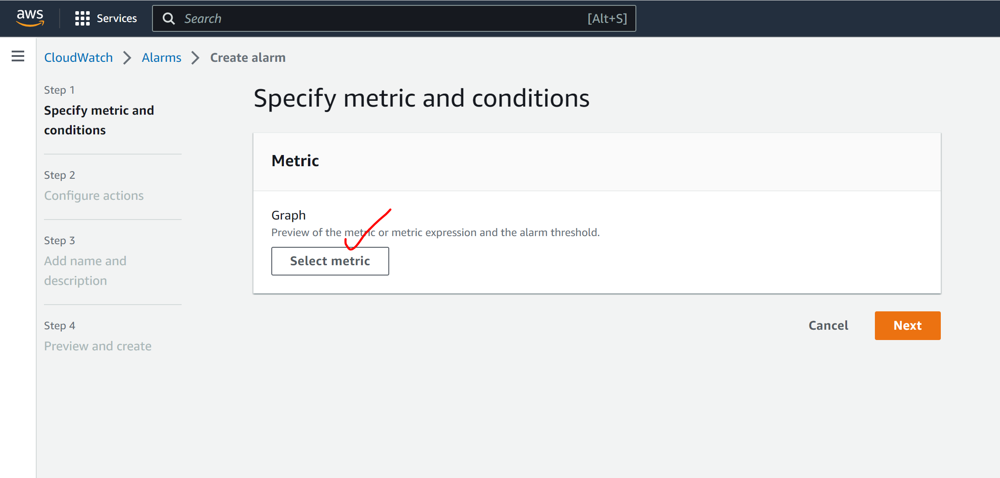 aws
Services
Search
[Alt+S]
CloudWatch
Alarms
Create alarm
Step 1
Specify metric and
conditions
Step 2
Configure actions
Step 3
Add name and
description
Step 4
Preview and create
Specify metric and conditions
Metric
Graph
Preview of the metric or metric expression and the alarm threshold.
Select metric
Cancel
Next